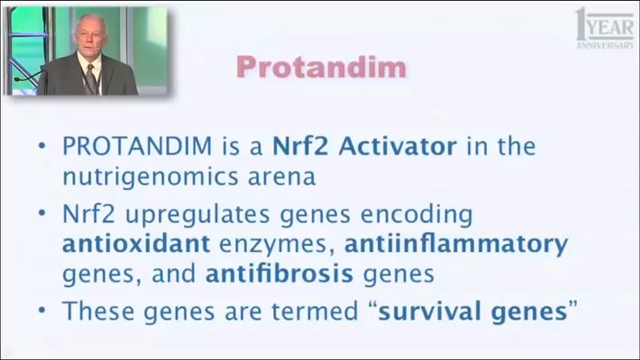 1 YEAR
ANNIVERSARY
Protandim
• PROTANDIM is a Nrf2 Activator in the
nutrigenomics arena
• Nrf2 upregulates genes encoding
antioxidant enzymes, antiinflammatory
genes, and antifibrosis genes
• These genes are termed “survival genes”